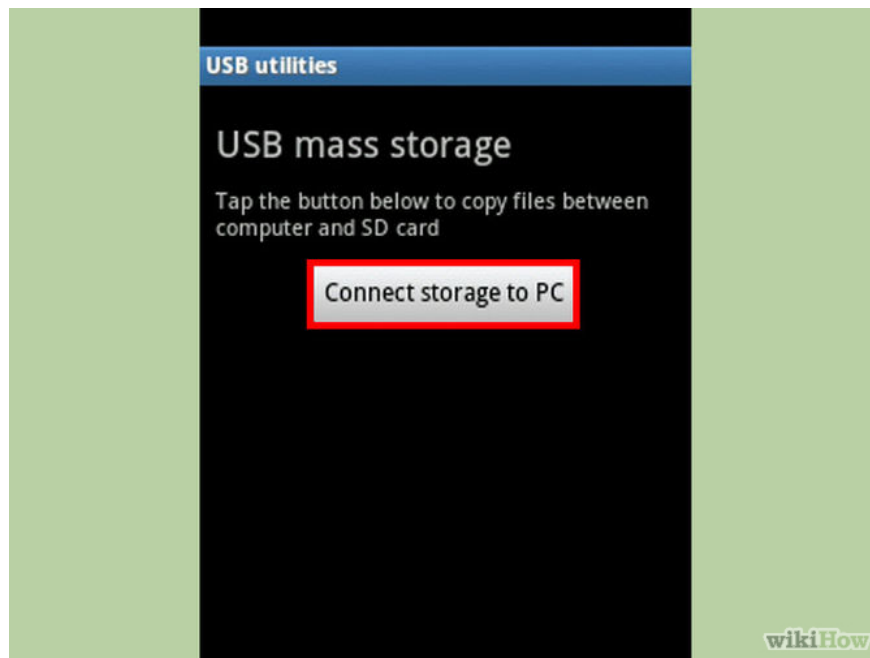 USB utilities
USB mass storage
Tap the button below to copy files between
computer and SD card
Connect storage to PC
wikiHow